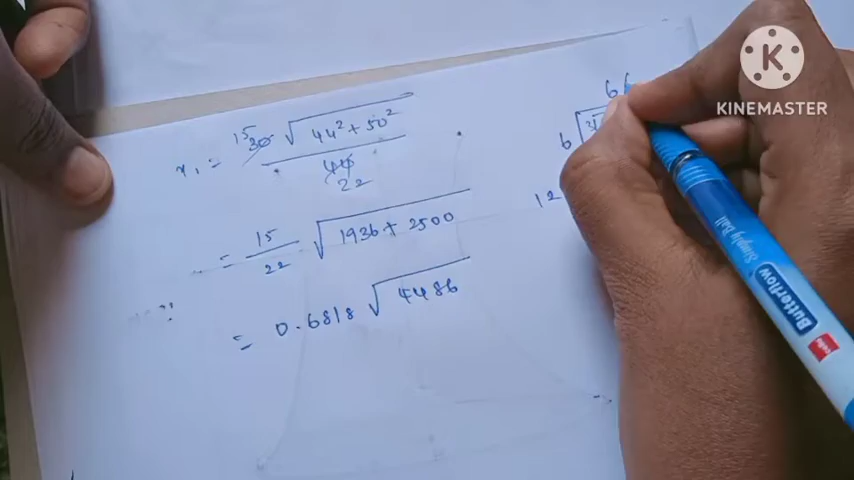 x₁ = 15 30 √44² + 50²
44
22
= 15/22 √1936 + 2500
= 0.6818 √4486
66
6
12
K
KINEMASTER
Simply Ball
Butterflow
cello